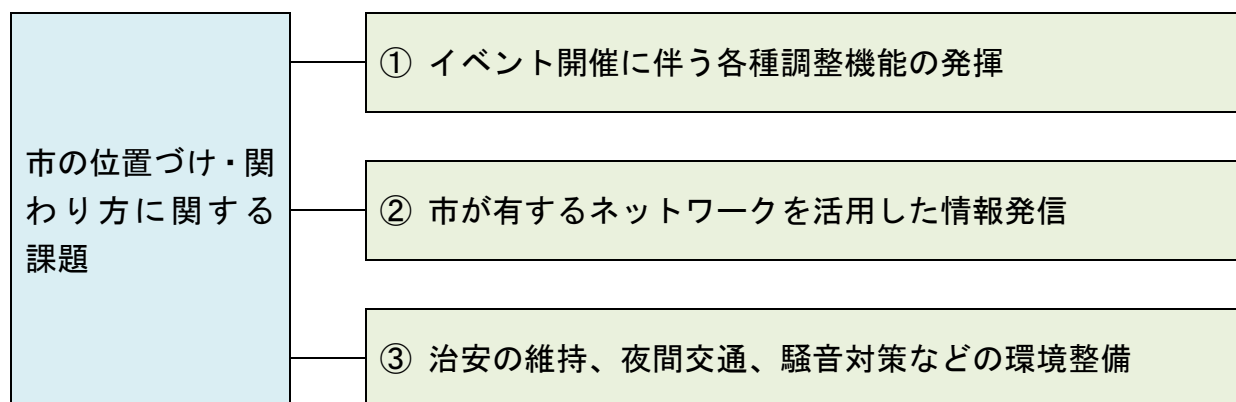 市の位置づけ・関
わり方に関する
課題
① イベント開催に伴う各種調整機能の発揮
② 市が有するネットワークを活用した情報発信
③ 治安の維持、夜間交通、騒音対策などの環境整備